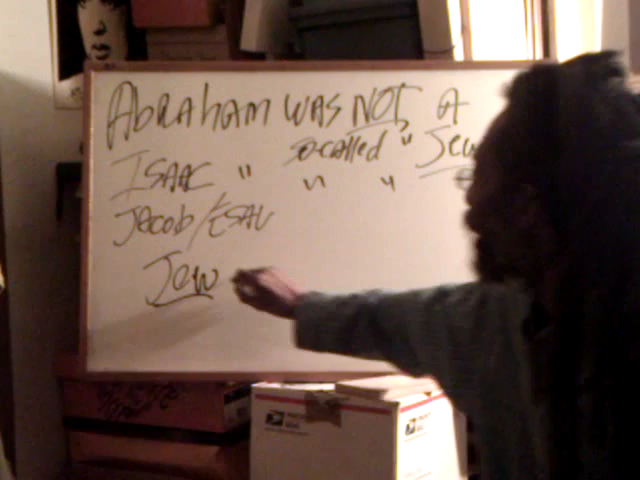 ABRAHAM WAS NOT A
so called "Jew
ISAAC " " "
Jacob/ESAU
Jew